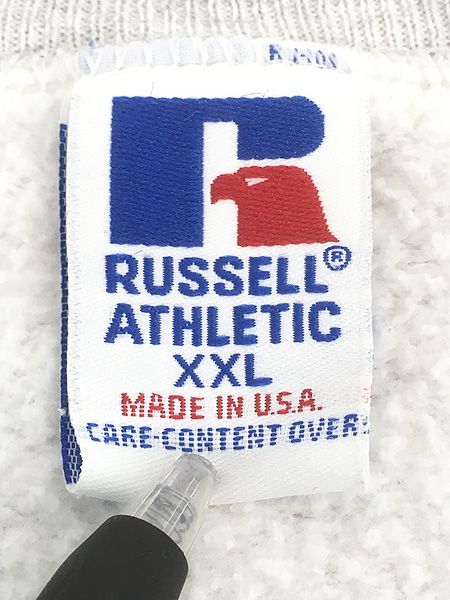 RUSSELL®
ATHLETIC
XXL
MADE IN U.S.A.
CARE-CONTENT OVER